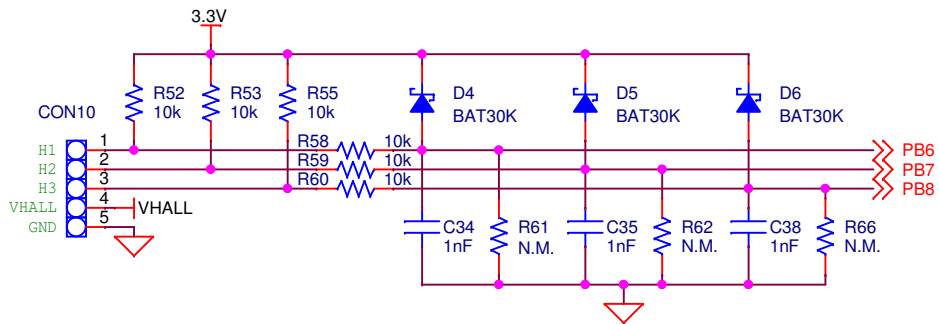 3.3V
CON10
R52
10k
R53
10k
R55
10k
D4
BAT30K
D5
BAT30K
D6
BAT30K
H1 1 R58 10k PB6
H2 2 R59 10k PB7
H3 3 R60 10k PB8
VHALL 4 VHALL
GND 5
C34
1nF
R61
N.M.
C35
1nF
R62
N.M.
C38
1nF
R66
N.M.